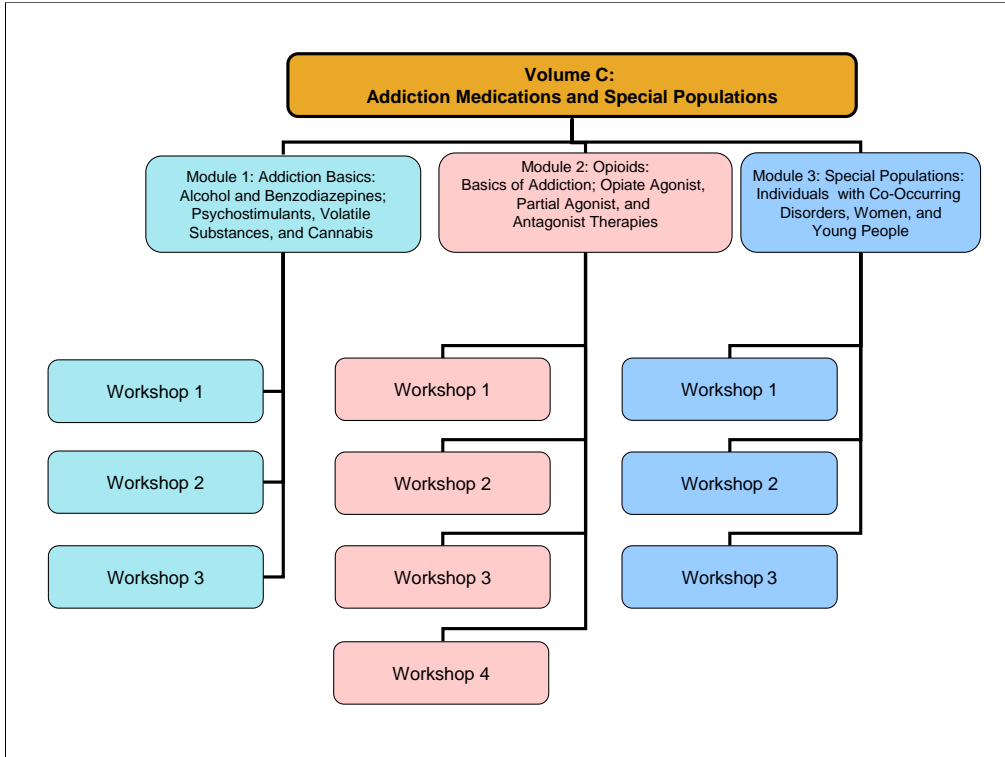 Volume C:
Addiction Medications and Special Populations
Module 1: Addiction Basics:
Alcohol and Benzodiazepines;
Psychostimulants, Volatile
Substances, and Cannabis
Module 2: Opioids:
Basics of Addiction; Opiate Agonist,
Partial Agonist, and
Antagonist Therapies
Module 3: Special Populations:
Individuals with Co-Occurring
Disorders, Women, and
Young People
Workshop 1
Workshop 2
Workshop 3
Workshop 1
Workshop 2
Workshop 3
Workshop 4
Workshop 1
Workshop 2
Workshop 3